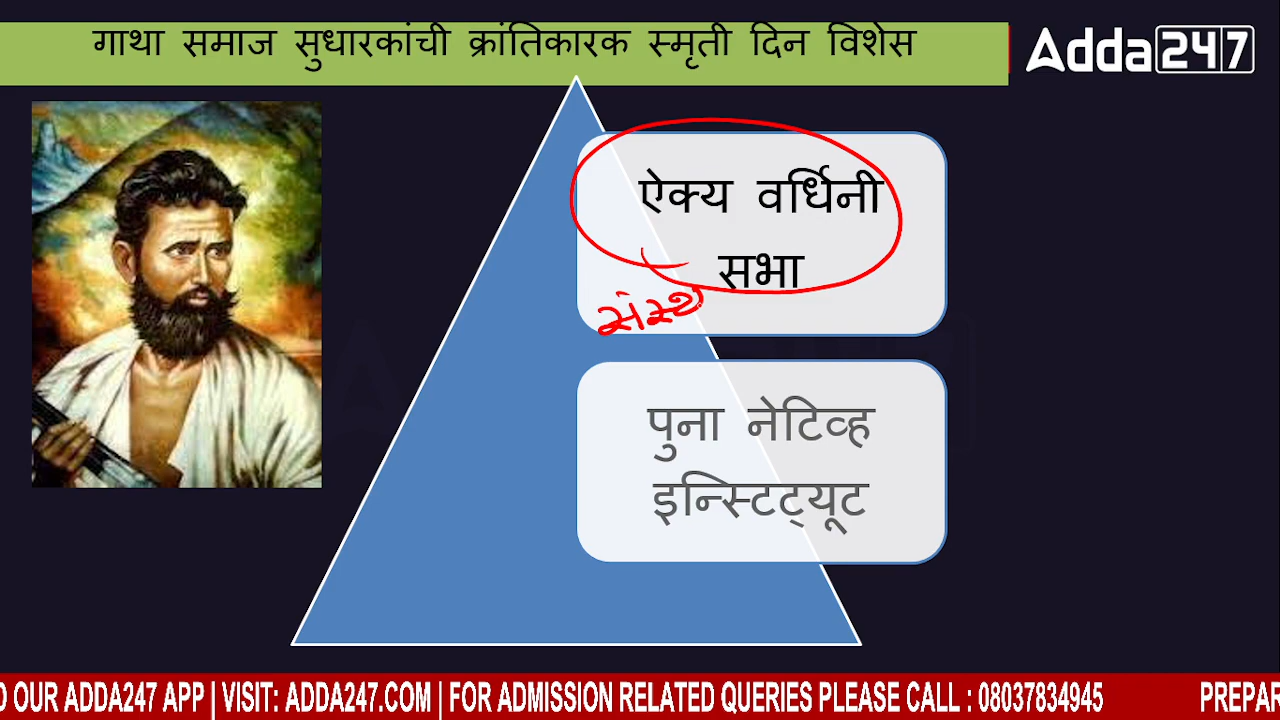 गाथा समाज सुधारकांची क्रांतिकारक स्मृती दिन विशेस
Adda247
ऐक्य वर्धिनी
सभा
संस्था
पुना नेटिव्ह
इन्स्टिट्यूट
D OUR ADDA247 APP | VISIT: ADDA247.COM | FOR ADMISSION RELATED QUERIES PLEASE CALL : 08037834945 PREPAR